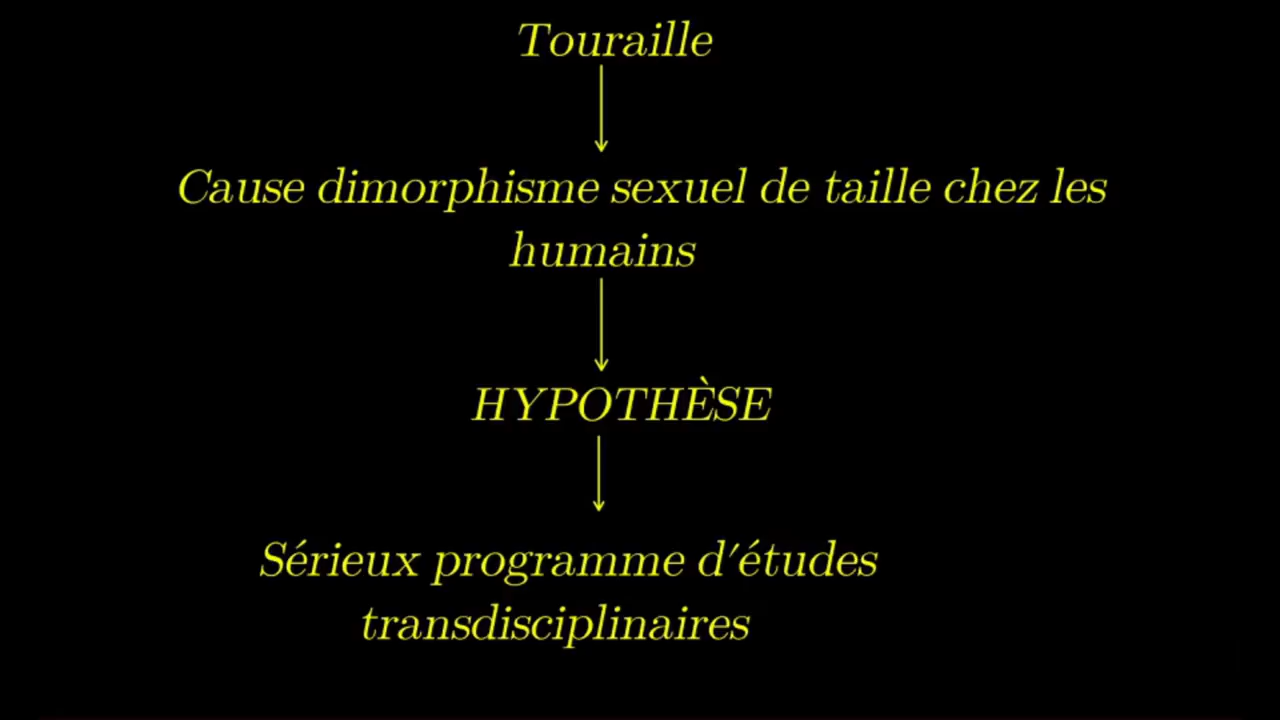 Touraille
Cause dimorphisme sexuel de taille chez les
humains
HYPOTHÈSE
Sérieux programme d'études
transdisciplinaires